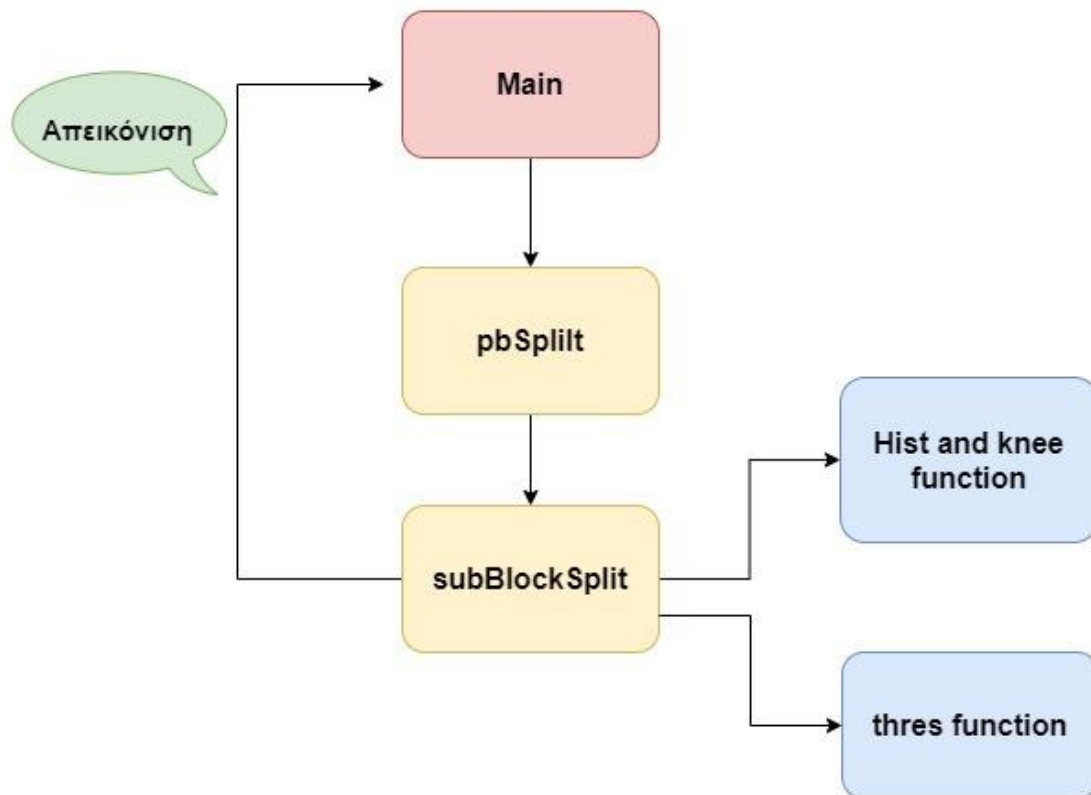 Main
Απεικόνιση
pbSplilt
Hist and knee
function
subBlockSplit
thres function